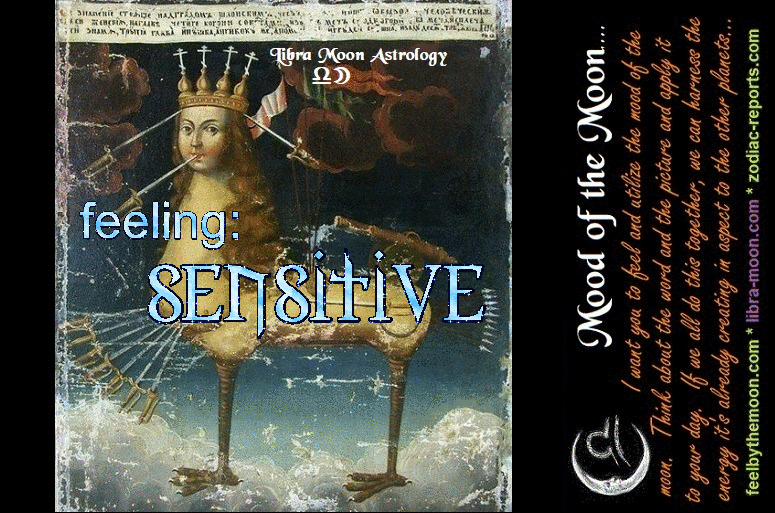 Libra Moon Astrology
♎☽
feeling:
SENSITIVE
Mood of the Moon....
I want you to feel and utilize the mood of the
moon. Think about the word and the picture and apply it
to your day. If we all do this together, we can harness the
energy it's already creating in aspect to the other planets...
feelbythemoon.com * libra-moon.com * zodiac-reports.com